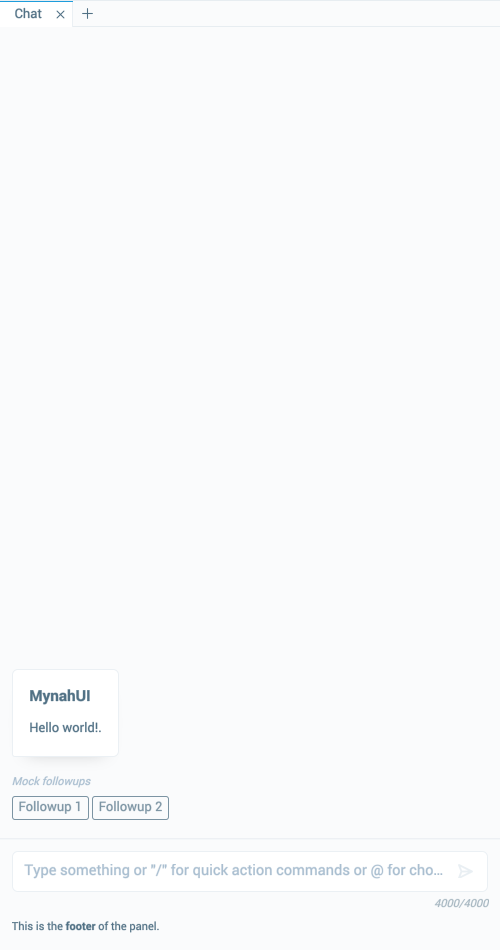 Chat
MynahUI
Hello world!.
Mock followups
Followup 1 Followup 2
Type something or "/" for quick action commands or @ for cho...
4000/4000
This is the footer of the panel.